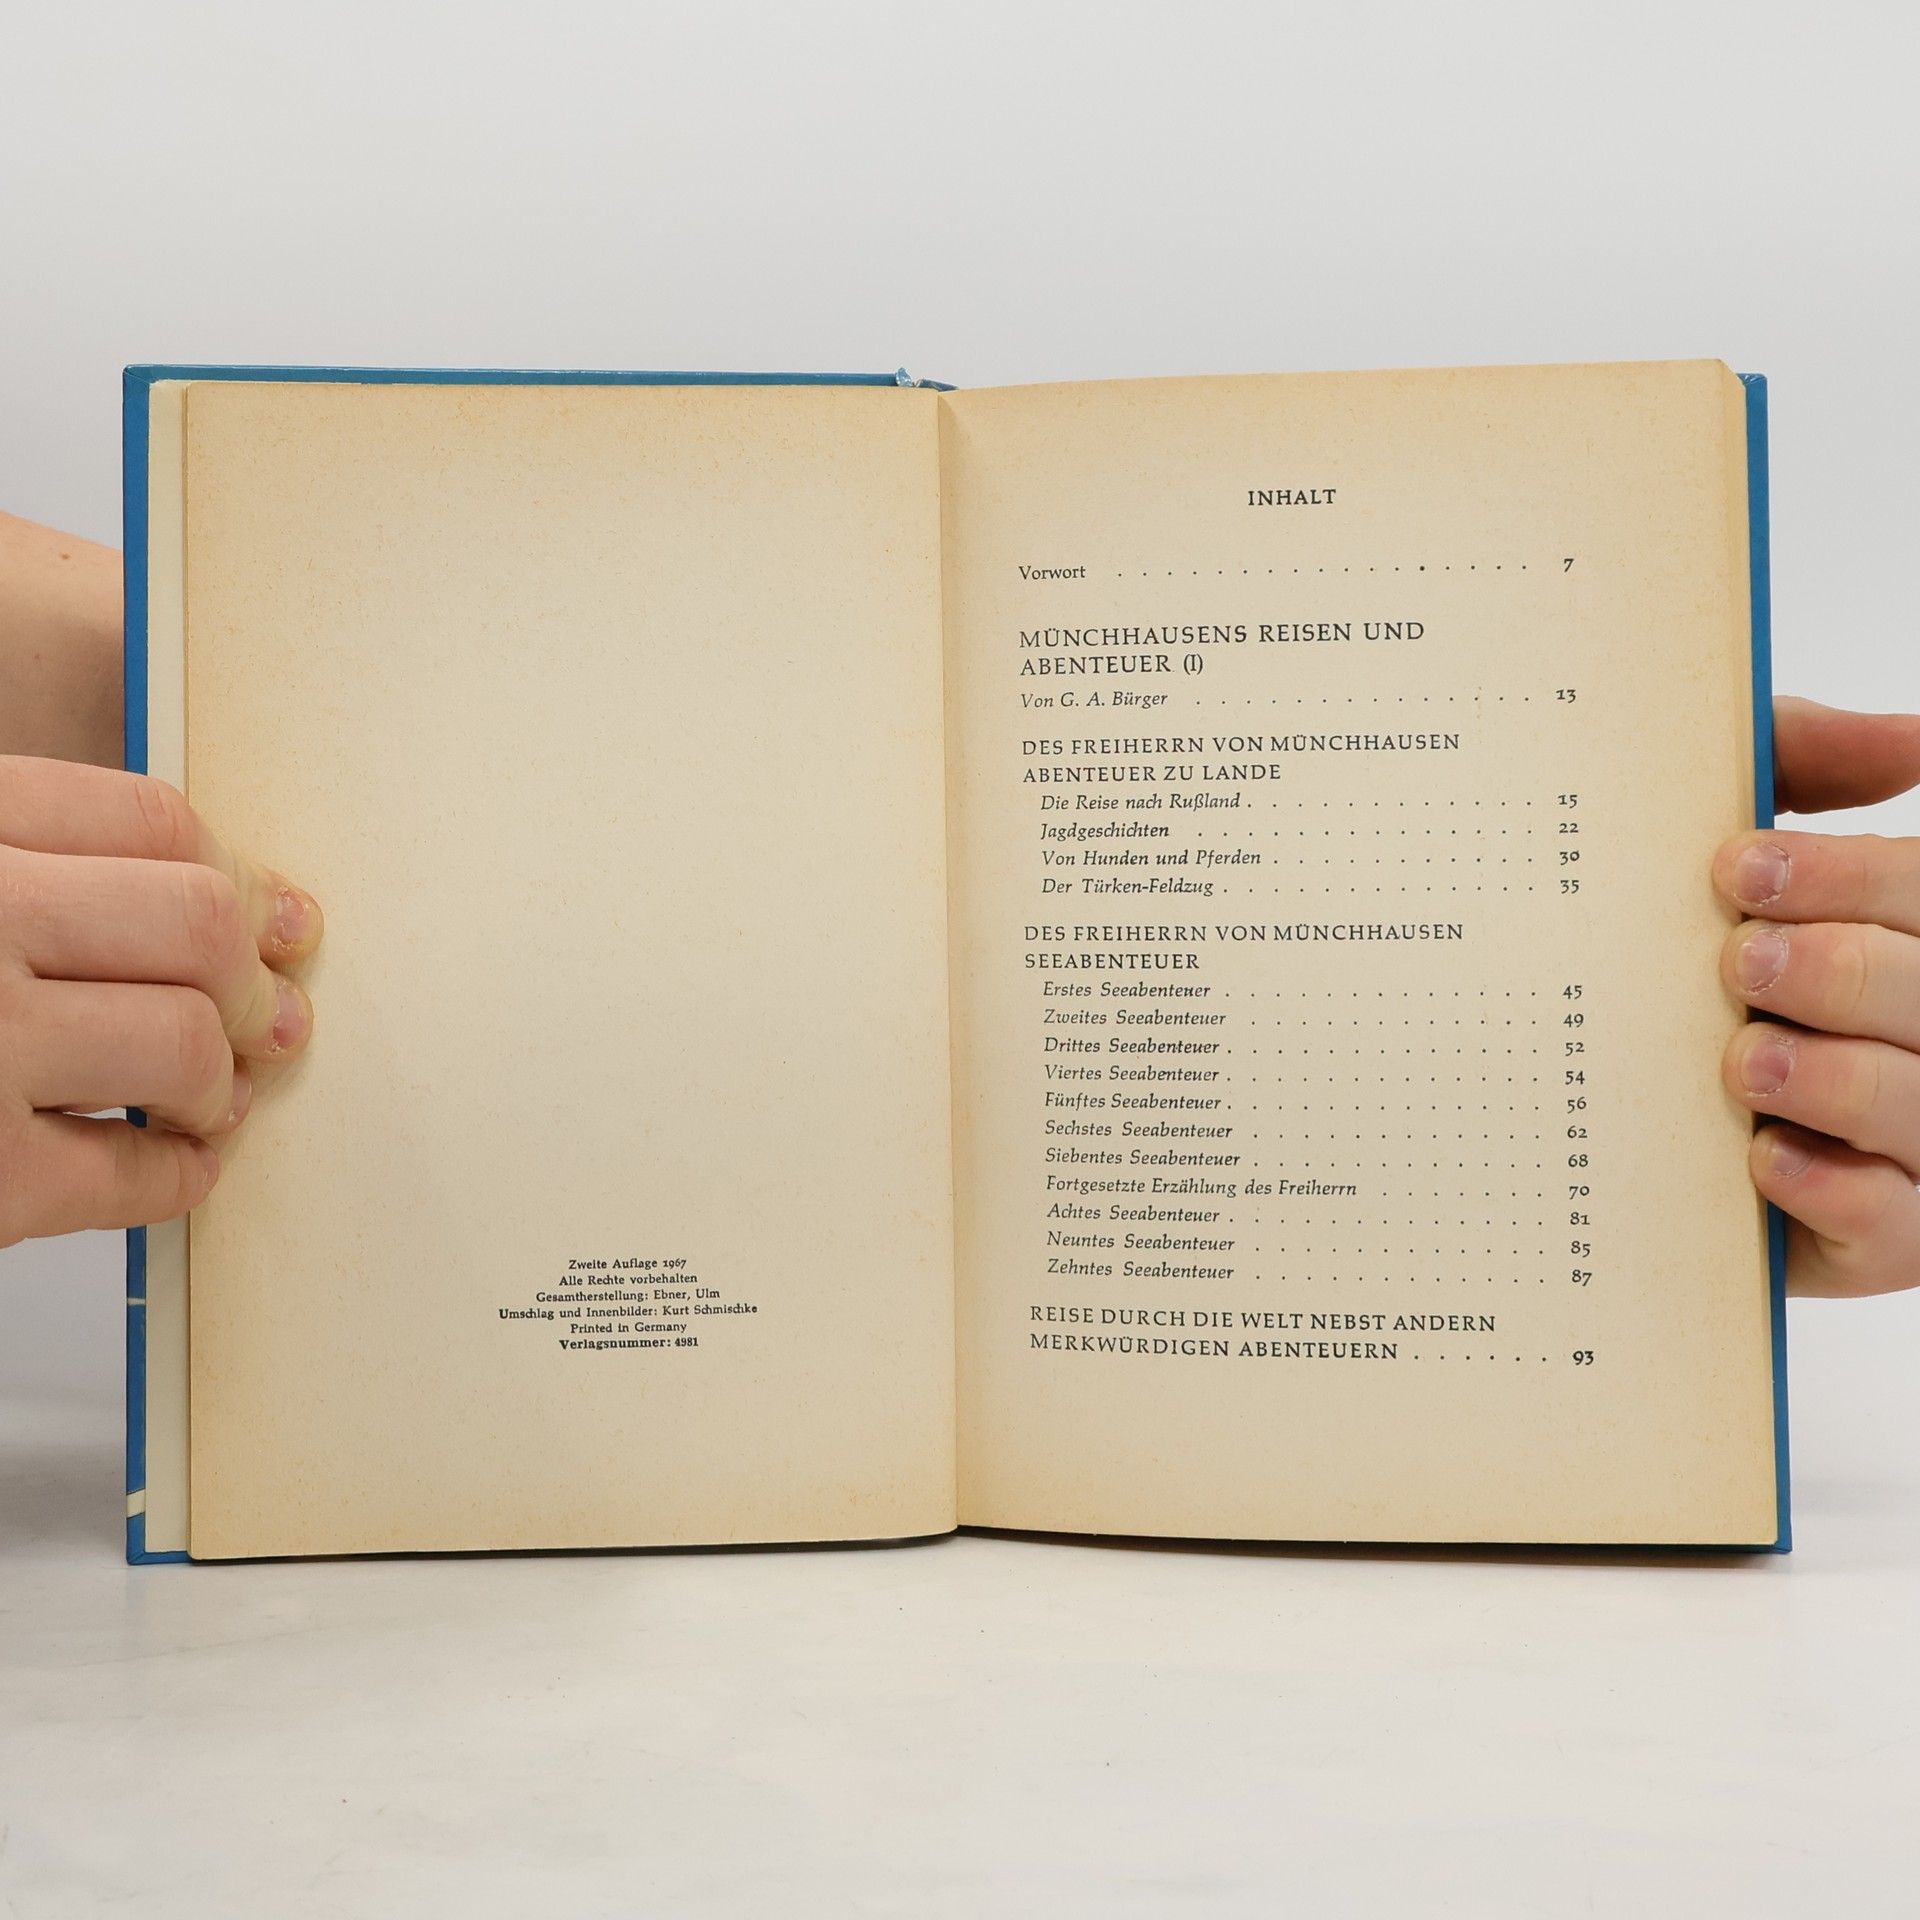 Zweite Auflage 1967
Alle Rechte vorbehalten
Gesamtherstellung: Ebner, Ulm
Umschlag und Innenbilder: Kurt Schmischke
Printed in Germany
Verlagsnummer: 4981
INHALT
Vorwort . . . . . . . . . . . . . . . . . 7
MÜNCHHAUSENS REISEN UND
ABENTEUER (I)
Von G. A. Bürger . . . . . . . . . . . . . . 13
DES FREIHERRN VON MÜNCHHAUSEN
ABENTEUER ZU LANDE
Die Reise nach Rußland . . . . . . . . . . . . 15
Jagdgeschichten . . . . . . . . . . . . . . 22
Von Hunden und Pferden . . . . . . . . . . . 30
Der Türken-Feldzug . . . . . . . . . . . . . 35
DES FREIHERRN VON MÜNCHHAUSEN
SEEABENTEUER
Erstes Seeabenteuer . . . . . . . . . . . . . 45
Zweites Seeabenteuer . . . . . . . . . . . . 49
Drittes Seeabenteuer . . . . . . . . . . . . . 52
Viertes Seeabenteuer . . . . . . . . . . . . . 54
Fünftes Seeabenteuer . . . . . . . . . . . . . 56
Sechstes Seeabenteuer . . . . . . . . . . . . 62
Siebentes Seeabenteuer . . . . . . . . . . . . 68
Fortgesetzte Erzählung des Freiherrn . . . . . . . 70
Achtes Seeabenteuer . . . . . . . . . . . . . 81
Neuntes Seeabenteuer . . . . . . . . . . . . 85
Zehntes Seeabenteuer . . . . . . . . . . . . 87
REISE DURCH DIE WELT NEBST ANDERN
MERKWÜRDIGEN ABENTEUERN . . . . . . 93